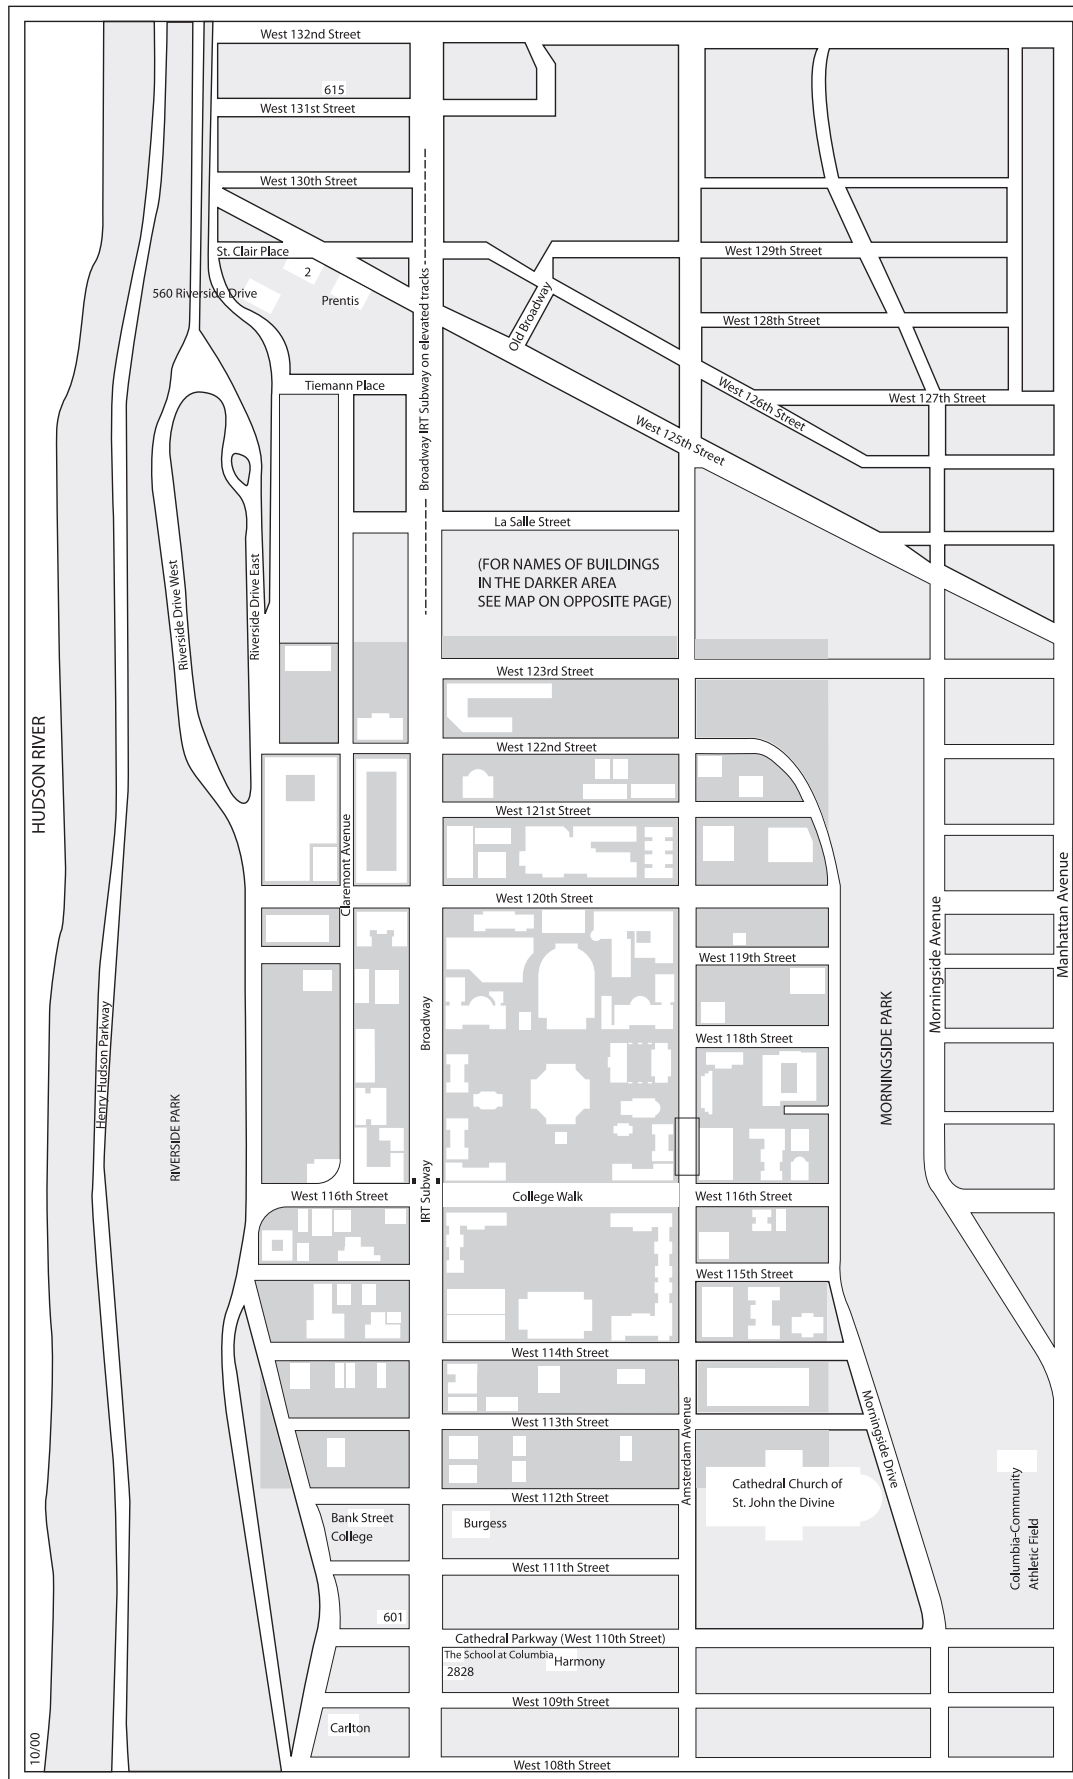 West 132nd Street
615
West 131st Street
West 130th Street
St. Clair Place
West 129th Street
2
560 Riverside Drive
Prentis
Broadway IRT Subway on elevated tracks
Old Broadway
West 128th Street
Tiemann Place
West 126th Street
West 127th Street
West 125th Street
La Salle Street
(FOR NAMES OF BUILDINGS
IN THE DARKER AREA
SEE MAP ON OPPOSITE PAGE)
Riverside Drive West
Riverside Drive East
West 123rd Street
West 122nd Street
HUDSON RIVER
West 121st Street
Claremont Avenue
West 120th Street
Morningside Avenue
Manhattan Avenue
West 119th Street
Broadway
West 118th Street
Henry Hudson Parkway
RIVERSIDE PARK
MORNINGSIDE PARK
West 116th Street
IRT Subway
College Walk
West 116th Street
West 115th Street
West 114th Street
West 113th Street
Amsterdam Avenue
Morningside Drive
Cathedral Church of
St. John the Divine
West 112th Street
Columbia-Community
Athletic Field
Bank Street
College
Burgess
West 111th Street
601
Cathedral Parkway (West 110th Street)
The School at Columbia
Harmony
2828
West 109th Street
Carlton
10/00
West 108th Street